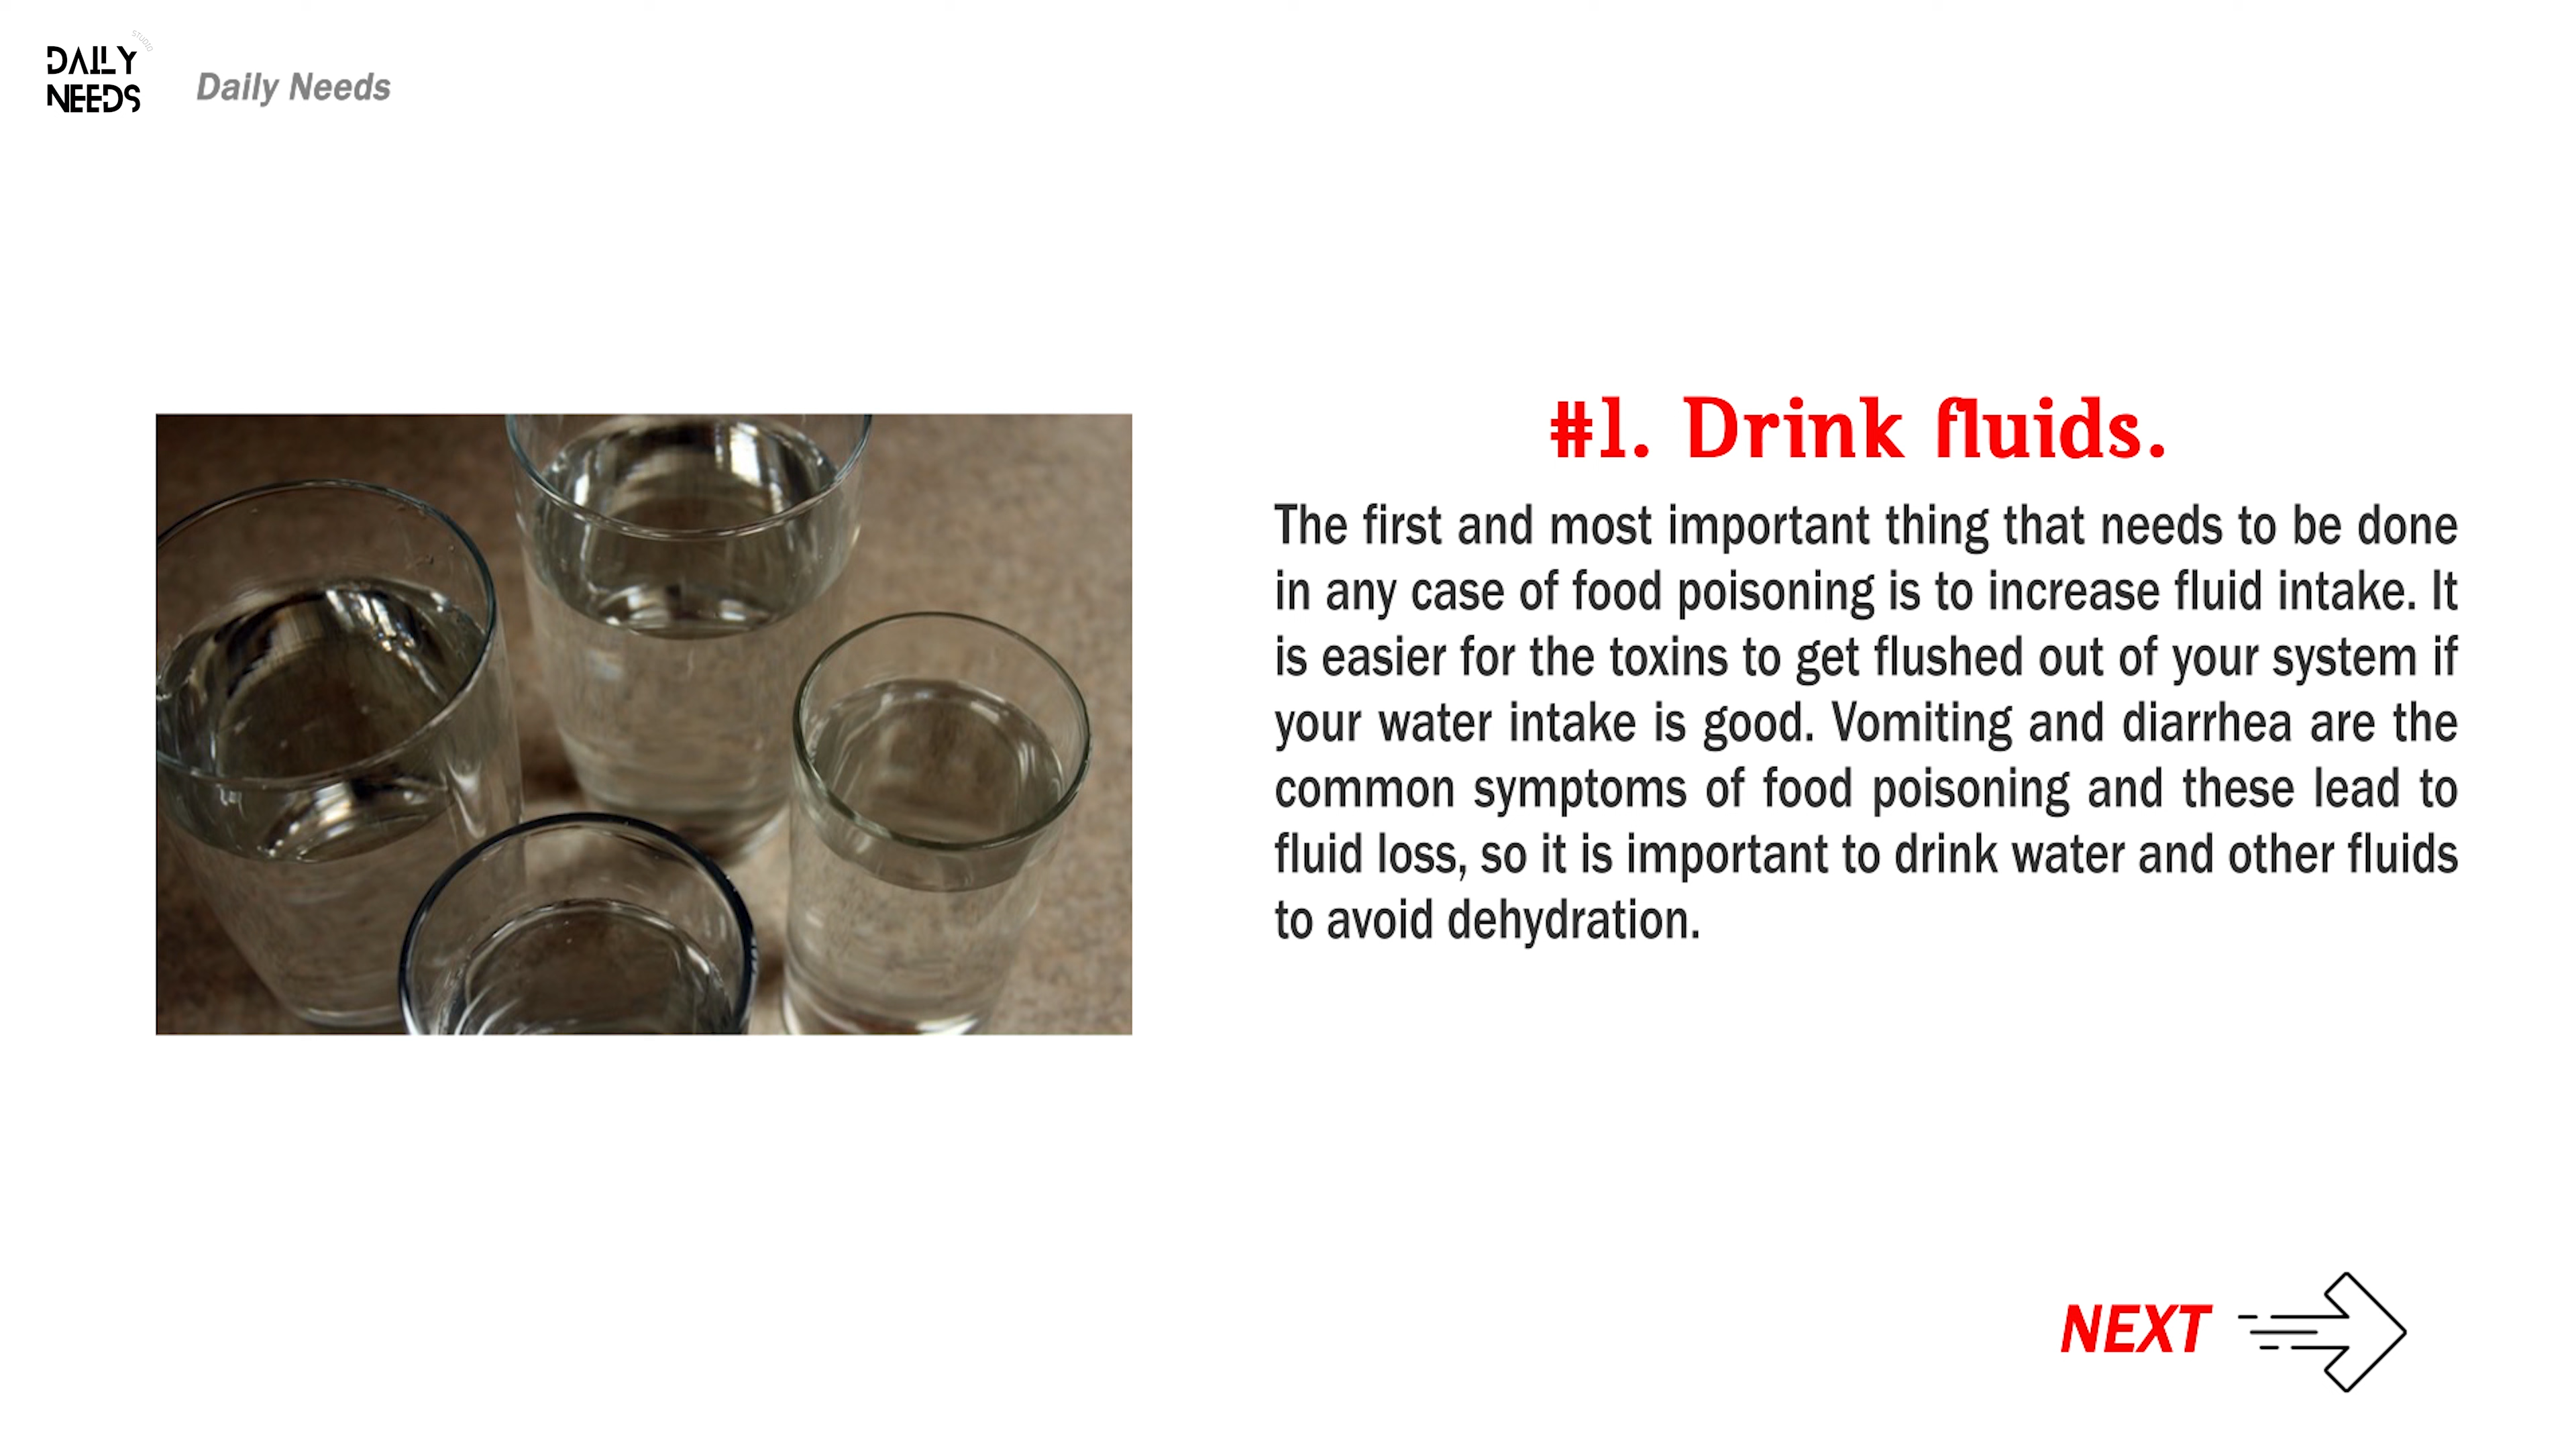 STUDIO
DAILY
NEEDS
Daily Needs
#1. Drink fluids.
The first and most important thing that needs to be done
in any case of food poisoning is to increase fluid intake. It
is easier for the toxins to get flushed out of your system if
your water intake is good. Vomiting and diarrhea are the
common symptoms of food poisoning and these lead to
fluid loss, so it is important to drink water and other fluids
to avoid dehydration.
NEXT